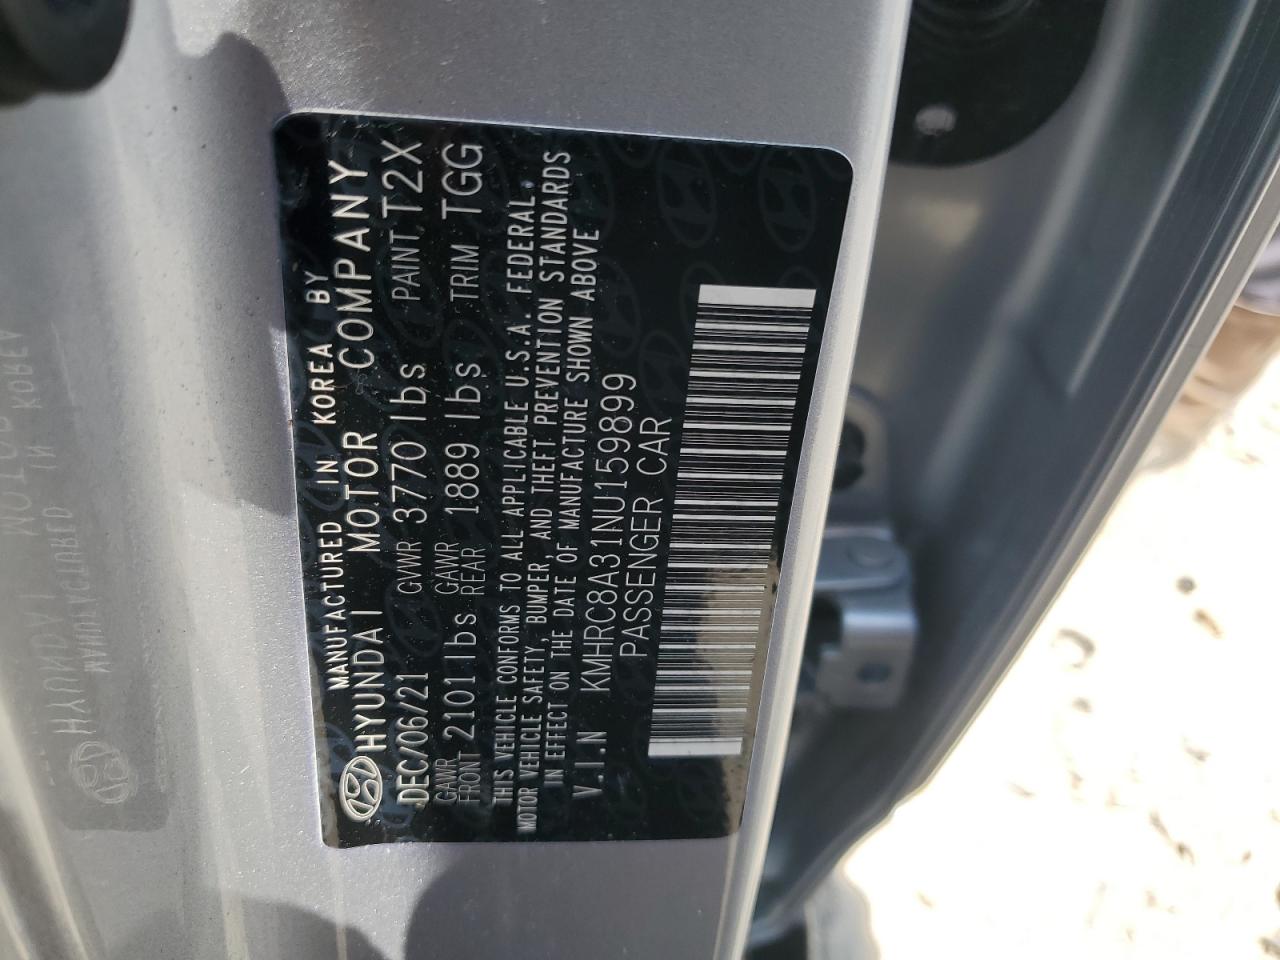 MANUFACTURED IN KOREA BY
HYUNDAI MOTOR COMPANY
DEC/06/21 GVWR 3770 lbs PAINT T2X
GAWR FRONT 2101 lbs GAWR REAR 1889 lbs TRIM TGG
THIS VEHICLE CONFORMS TO ALL APPLICABLE U.S.A. FEDERAL
MOTOR VEHICLE SAFETY, BUMPER, AND THEFT PREVENTION STANDARDS
IN EFFECT ON THE DATE OF MANUFACTURE SHOWN ABOVE
V.I.N KMHRC8A31NU159899
PASSENGER CAR